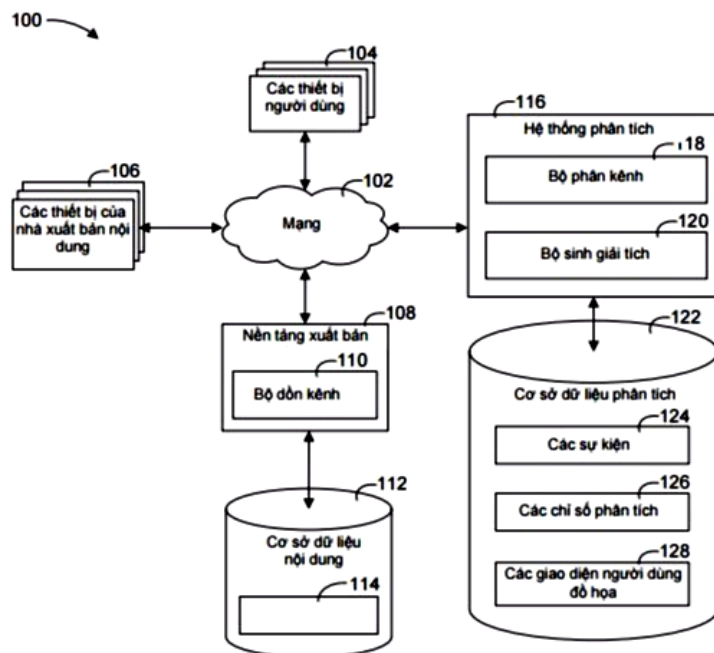 100
104
Các thiết bị
người dùng
116
Hệ thống phân tích
118
Bộ phân kênh
120
Bộ sinh giải tích
106
Các thiết bị của
nhà xuất bản nội
dung
102
Mạng
108
Nền tảng xuất bản
110
Bộ dồn kênh
122
Cơ sở dữ liệu phân tích
124
Các sự kiện
126
Các chỉ số phân tích
128
Các giao diện người dùng
đồ họa
112
Cơ sở dữ liệu
nội dung
114